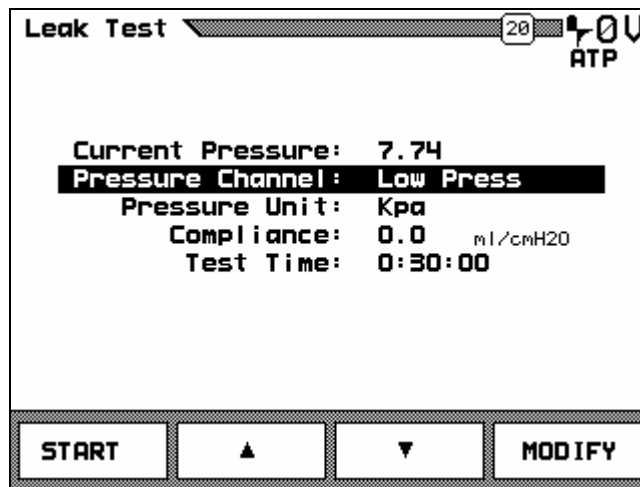 Leak Test 20 0V
ATP
Current Pressure: 7.74
Pressure Channel: Low Press
Pressure Unit: Kpa
Compliance: 0.0 ml/cmH2O
Test Time: 0:30:00
START ▲ ▼ MODIFY